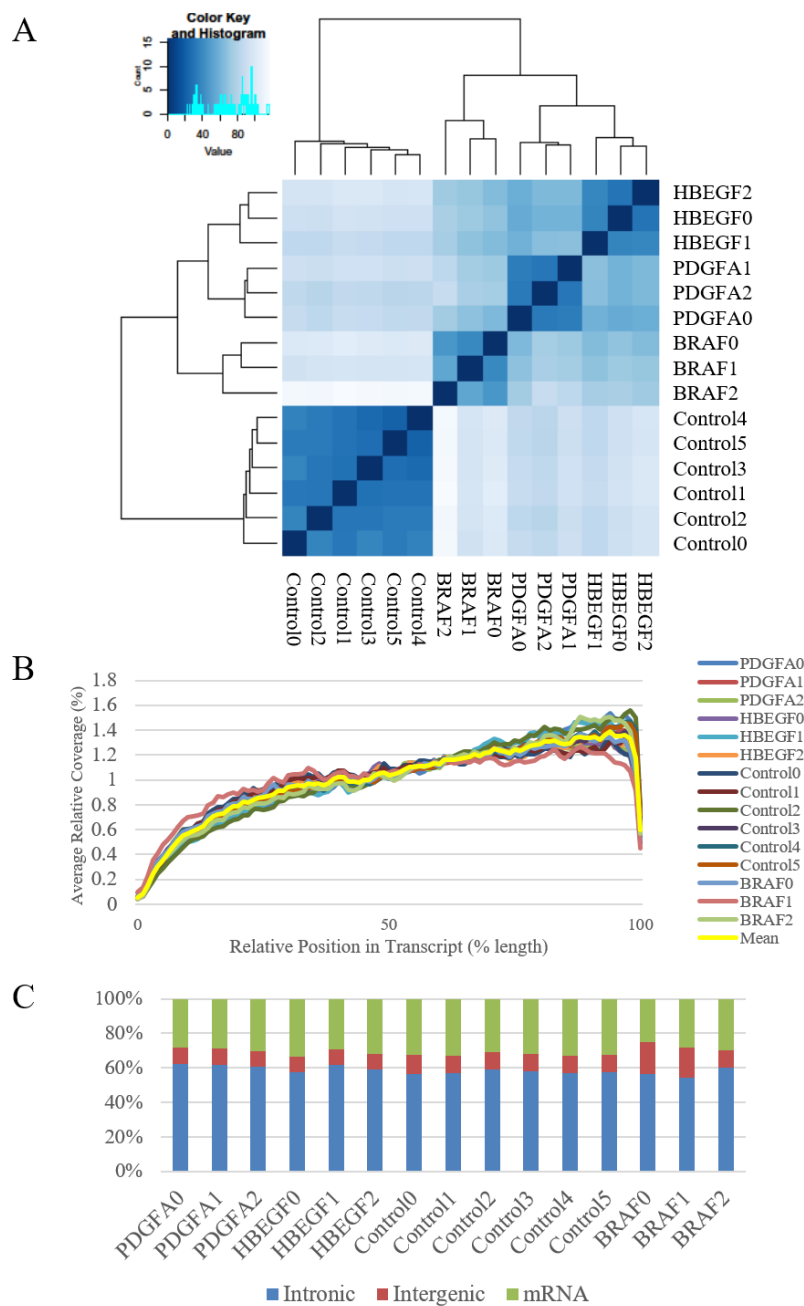 A
Color Key
and Histogram
Count
0 5 10 15
0 40 80
Value
HBEGF2
HBEGF0
HBEGF1
PDGFA1
PDGFA2
PDGFA0
BRAF0
BRAF1
BRAF2
Control4
Control5
Control3
Control1
Control2
Control0
Control0
Control2
Control1
Control3
Control5
Control4
BRAF2
BRAF1
BRAF0
PDGFA0
PDGFA2
PDGFA1
HBEGF1
HBEGF0
HBEGF2
B
Average Relative Coverage (%)
1.8
1.6
1.4
1.2
1
0.8
0.6
0.4
0.2
0
0 50 100
Relative Position in Transcript (% length)
PDGFA0
PDGFA1
PDGFA2
HBEGF0
HBEGF1
HBEGF2
Control0
Control1
Control2
Control3
Control4
Control5
BRAF0
BRAF1
BRAF2
Mean
C
100%
80%
60%
40%
20%
0%
PDGFA0
PDGFA1
PDGFA2
HBEGF0
HBEGF1
HBEGF2
Control0
Control1
Control2
Control3
Control4
Control5
BRAF0
BRAF1
BRAF2
Intronic Intergenic mRNA